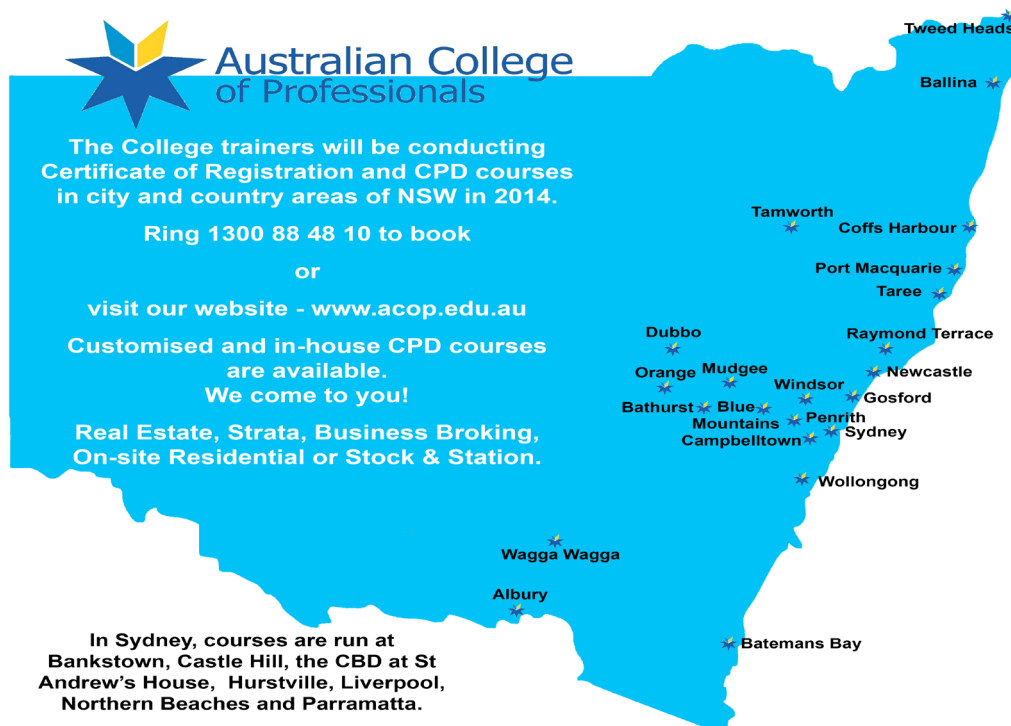 Australian College
of Professionals
The College trainers will be conducting
Certificate of Registration and CPD courses
in city and country areas of NSW in 2014.
Ring 1300 88 48 10 to book
or
visit our website - www.acop.edu.au
Customised and in-house CPD courses
are available.
We come to you!
Real Estate, Strata, Business Broking,
On-site Residential or Stock & Station.
Tweed Heads
Ballina
Tamworth
Coffs Harbour
Port Macquarie
Taree
Dubbo
Raymond Terrace
Orange
Mudgee
Newcastle
Windsor
Gosford
Bathurst
Blue
Mountains
Penrith
Sydney
Campbelltown
Wollongong
Wagga Wagga
Albury
Batemans Bay
In Sydney, courses are run at
Bankstown, Castle Hill, the CBD at St
Andrew’s House,  Hurstville, Liverpool,
Northern Beaches and Parramatta.